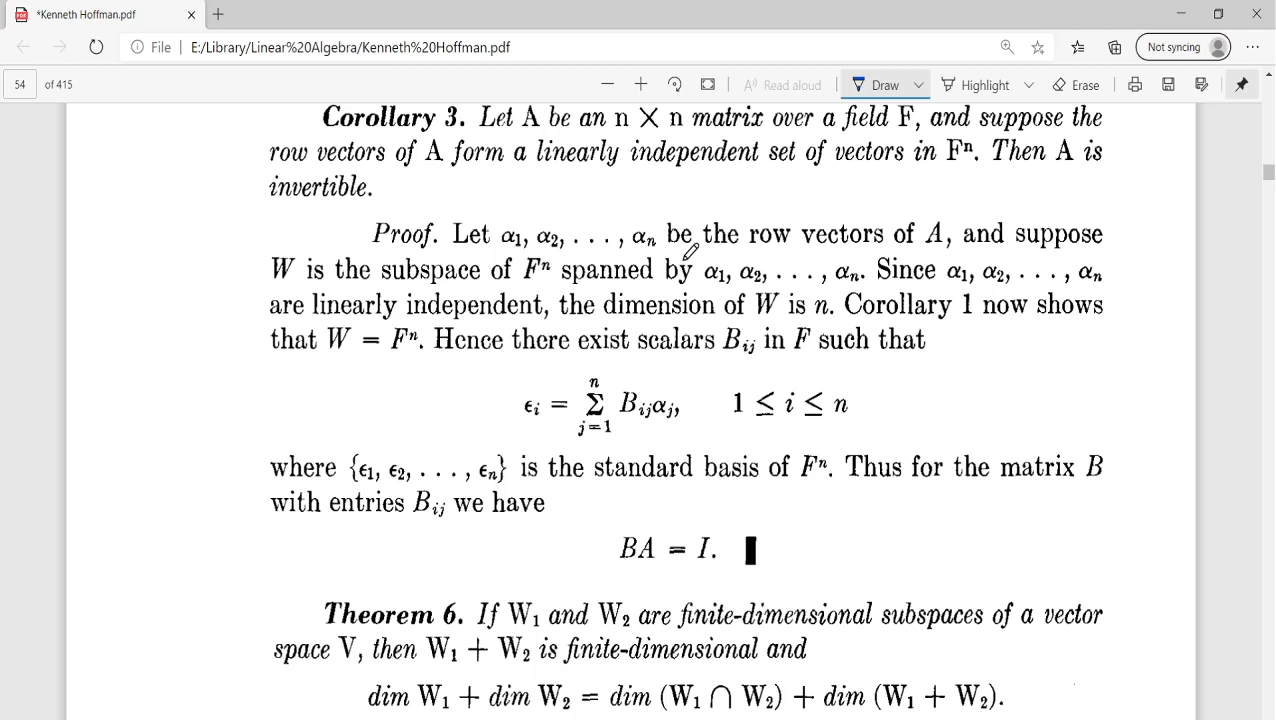 *Kenneth Hoffman.pdf
File | E:/Library/Linear%20Algebra/Kenneth%20Hoffman.pdf
Not syncing
54 of 415
Read aloud
Draw
Highlight
Erase
Corollary 3. Let A be an n × n matrix over a field F, and suppose the
row vectors of A form a linearly independent set of vectors in Fⁿ. Then A is
invertible.
Proof. Let α₁, α₂, . . . , αₙ be the row vectors of A, and suppose
W is the subspace of Fⁿ spanned by α₁, α₂, . . . , αₙ. Since α₁, α₂, . . . , αₙ
are linearly independent, the dimension of W is n. Corollary 1 now shows
that W = Fⁿ. Hence there exist scalars Bᵢⱼ in F such that
ϵᵢ = Σⁿⱼ₌₁ Bᵢⱼαⱼ, 1 ≤ i ≤ n
where {ϵ₁, ϵ₂, . . . , ϵₙ} is the standard basis of Fⁿ. Thus for the matrix B
with entries Bᵢⱼ we have
BA = I.
Theorem 6. If W₁ and W₂ are finite-dimensional subspaces of a vector
space V, then W₁ + W₂ is finite-dimensional and
dim W₁ + dim W₂ = dim (W₁ ∩ W₂) + dim (W₁ + W₂).